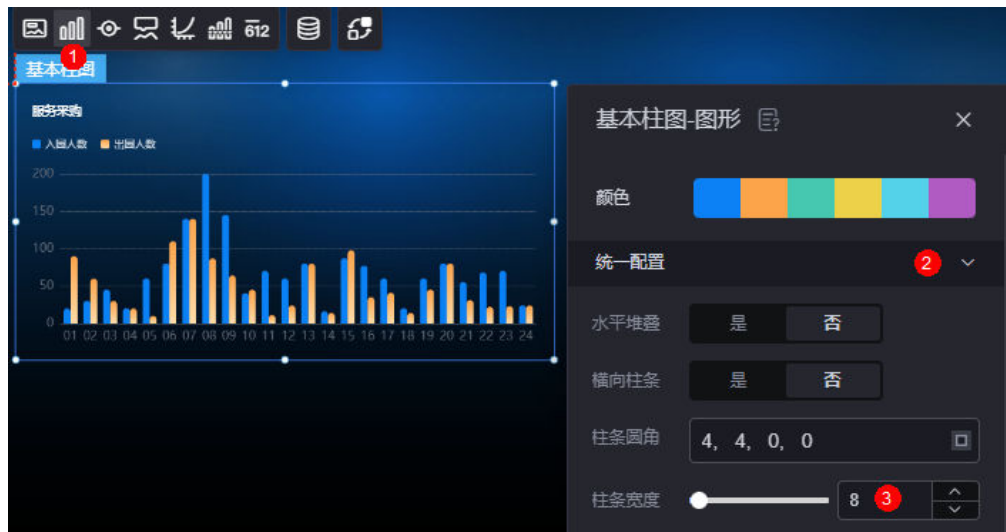 612
1
基本柱图
服务采购
入园人数 出园人数
200
150
100
50
0
01 02 03 04 05 06 07 08 09 10 11 12 13 14 15 16 17 18 19 20 21 22 23 24
基本柱图-图形
颜色
统一配置 2
水平堆叠 是 否
横向柱条 是 否
柱条圆角 4, 4, 0, 0
柱条宽度 8 3